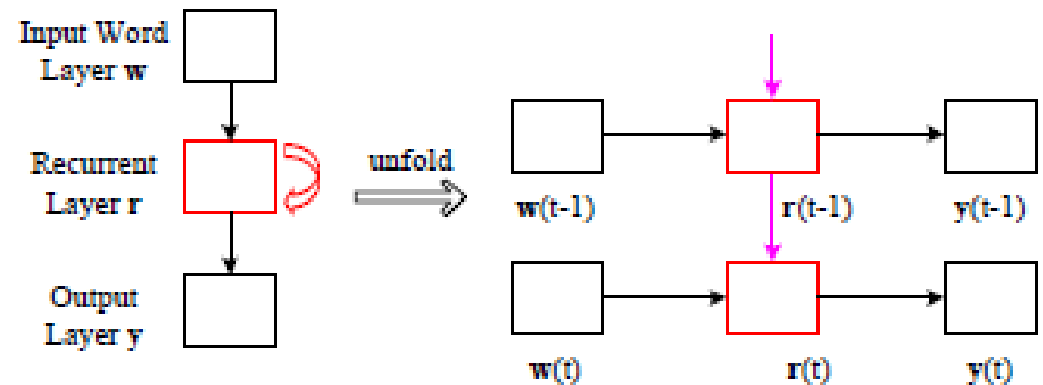 Input Word
Layer w
Recurrent
Layer r
Output
Layer y
unfold
w(t-1)
r(t-1)
y(t-1)
w(t)
r(t)
y(t)